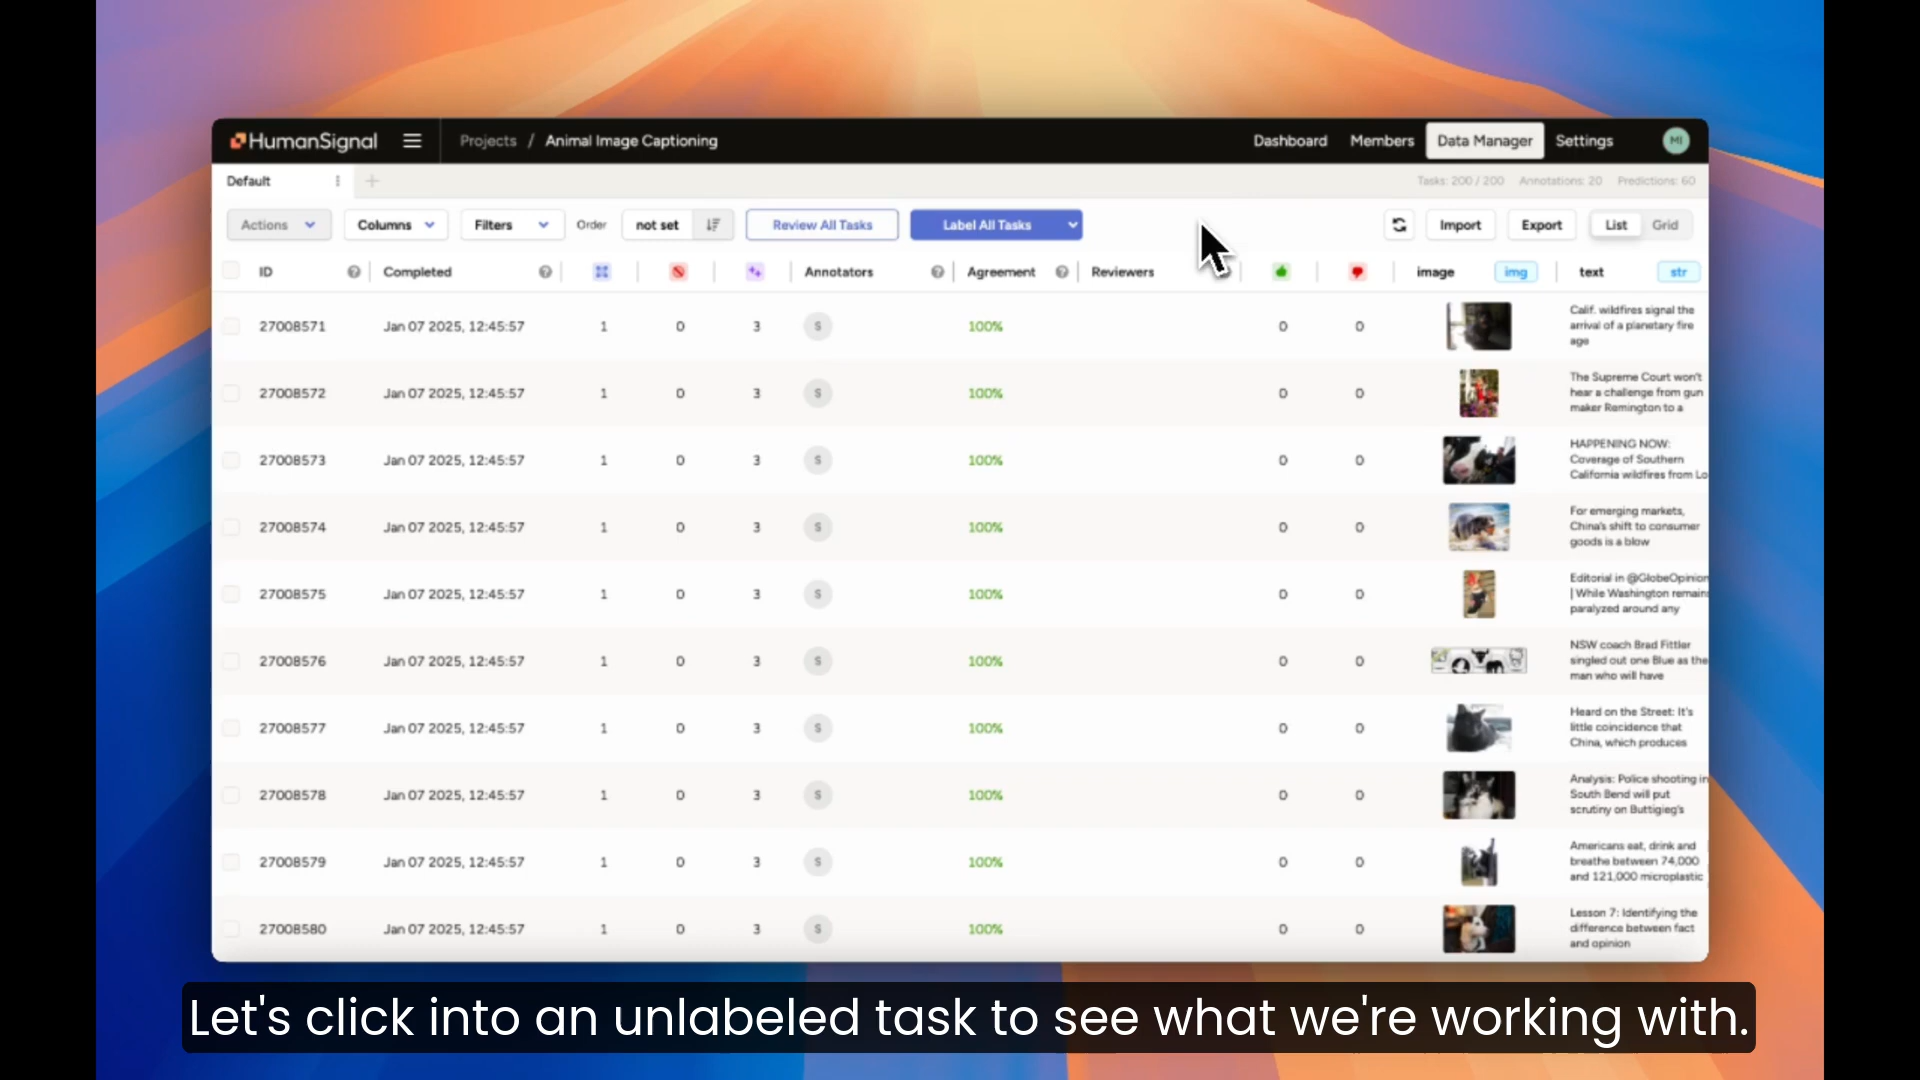 HumanSignal Projects / Animal Image Captioning Dashboard Members Data Manager Settings MI
Default Tasks: 200 / 200 Annotations: 20 Predictions: 60
Actions Columns Filters Order not set Review All Tasks Label All Tasks Import Export List Grid
ID Completed Annotators Agreement Reviewers image img text str
27008571 Jan 07 2025, 12:45:57 1 0 3 S 100% 0 0
Calif. wildfires signal the
arrival of a planetary fire
age
27008572 Jan 07 2025, 12:45:57 1 0 3 S 100% 0 0
The Supreme Court won't
hear a challenge from gun
maker Remington to a
27008573 Jan 07 2025, 12:45:57 1 0 3 S 100% 0 0
HAPPENING NOW:
Coverage of Southern
California wildfires from Lo
27008574 Jan 07 2025, 12:45:57 1 0 3 S 100% 0 0
For emerging markets,
China's shift to consumer
goods is a blow
27008575 Jan 07 2025, 12:45:57 1 0 3 S 100% 0 0
Editorial in @GlobeOpinion
| While Washington remain
paralyzed around any
27008576 Jan 07 2025, 12:45:57 1 0 3 S 100% 0 0
NSW coach Brad Fittler
singled out one Blue as the
man who will have
27008577 Jan 07 2025, 12:45:57 1 0 3 S 100% 0 0
Heard on the Street: It's
little coincidence that
China, which produces
27008578 Jan 07 2025, 12:45:57 1 0 3 S 100% 0 0
Analysis: Police shooting in
South Bend will put
scrutiny on Buttigieg's
27008579 Jan 07 2025, 12:45:57 1 0 3 S 100% 0 0
Americans eat, drink and
breathe between 74,000
and 121,000 microplastic
27008580 Jan 07 2025, 12:45:57 1 0 3 S 100% 0 0
Lesson 7: Identifying the
difference between fact
and opinion
Let's click into an unlabeled task to see what we're working with.